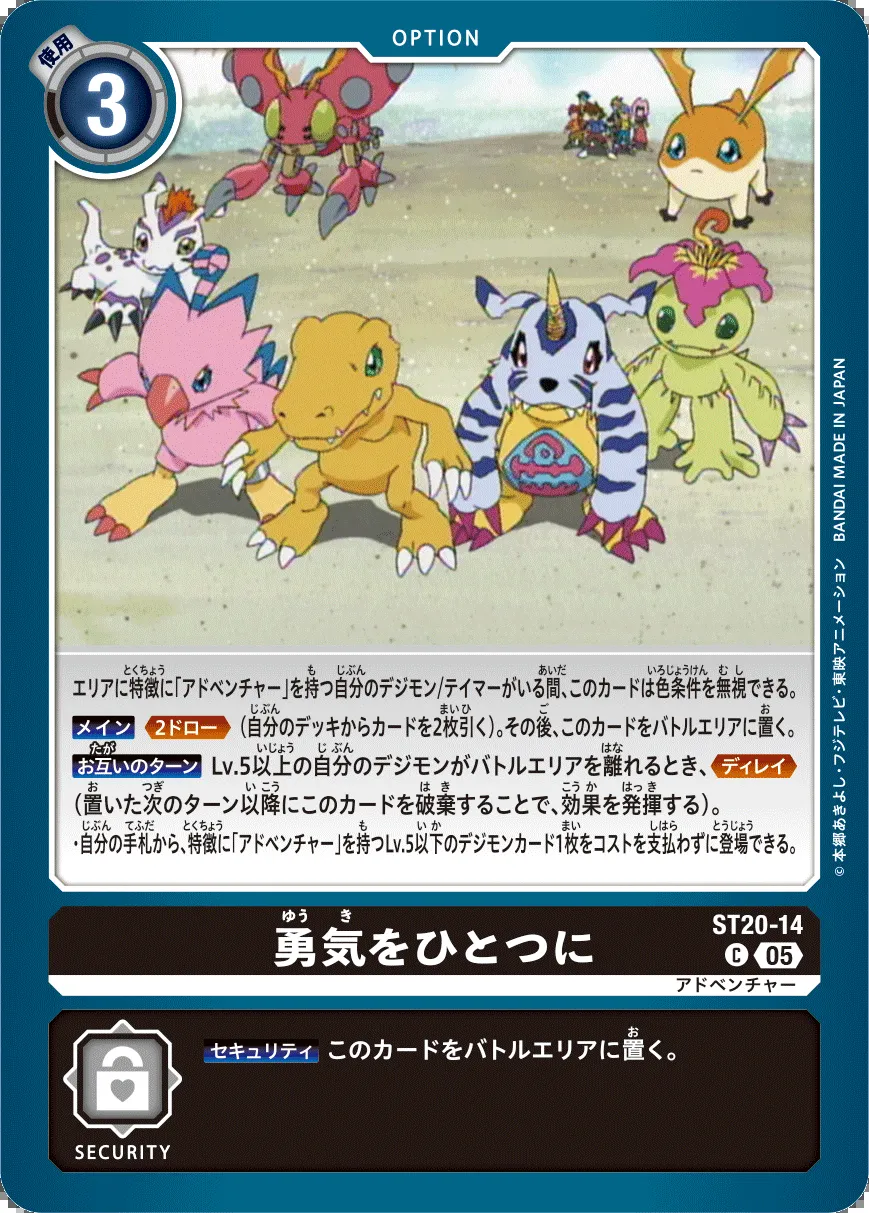 OPTION
使用
3
エリアに特徴に「アドベンチャー」を持つ自分のデジモン/テイマーがいる間、このカードは色条件を無視できる。
メイン 2ドロー (自分のデッキからカードを2枚引く)。その後、このカードをバトルエリアに置く。
お互いのターン Lv.5以上の自分のデジモンがバトルエリアを離れるとき、ディレイ
(置いた次のターン以降にこのカードを破棄することで、効果を発揮する)。
・自分の手札から、特徴に「アドベンチャー」を持つLv.5以下のデジモンカード1枚をコストを支払わずに登場できる。
©本郷あきよし・フジテレビ・東映アニメーション BANDAI MADE IN JAPAN
ゆうき
勇気をひとつに
ST20-14
C 05
アドベンチャー
セキュリティ このカードをバトルエリアに置く。
SECURITY